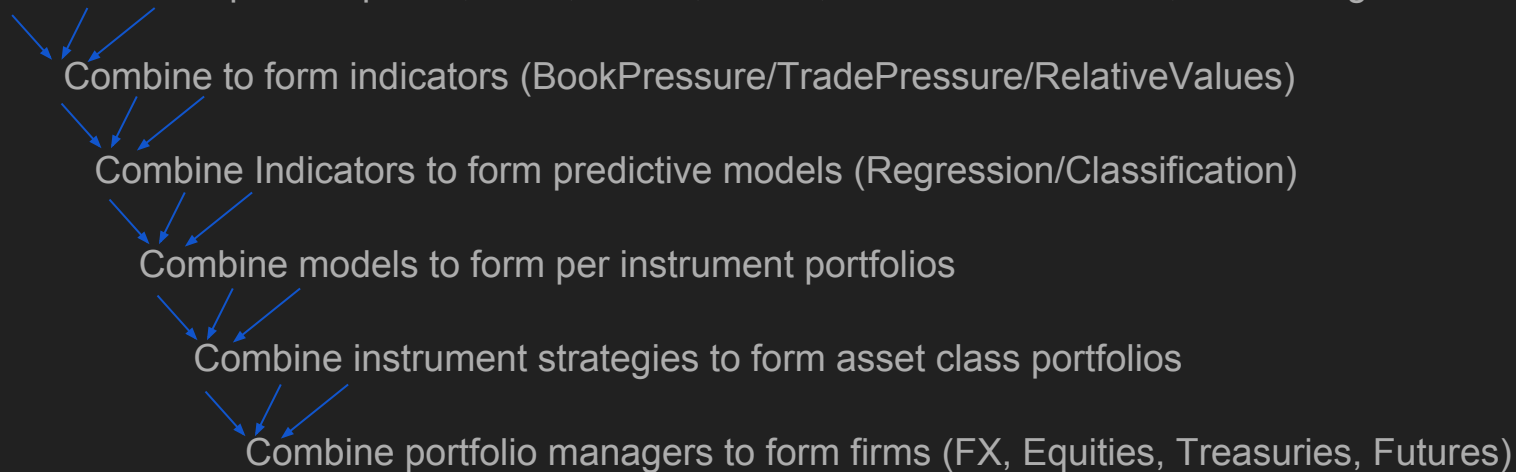 Combine to form indicators (BookPressure/TradePressure/RelativeValues)
Combine Indicators to form predictive models (Regression/Classification)
Combine models to form per instrument portfolios
Combine instrument strategies to form asset class portfolios
Combine portfolio managers to form firms (FX, Equities, Treasuries, Futures)